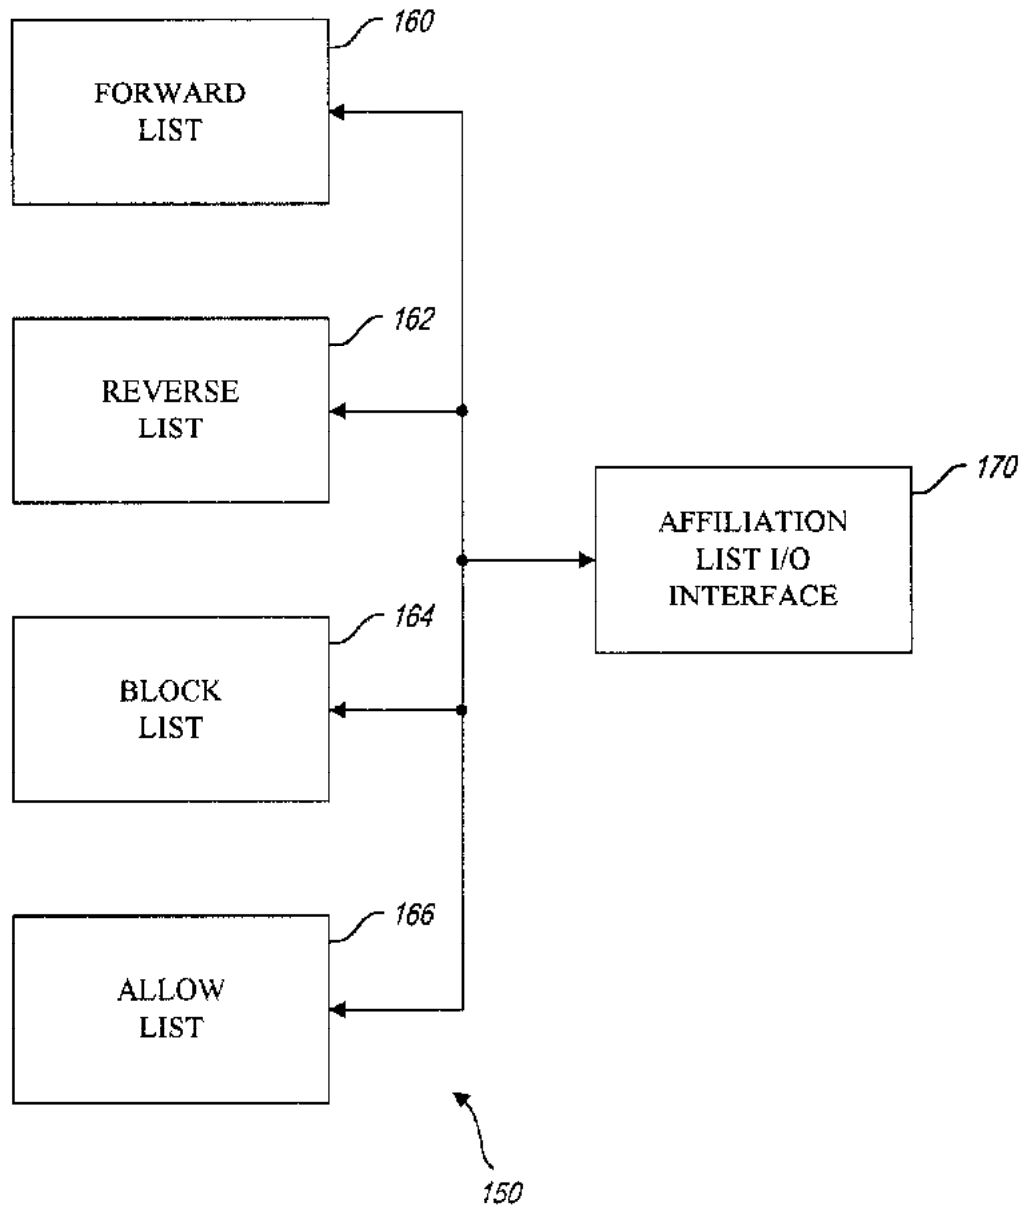 160
FORWARD
LIST
162
REVERSE
LIST
170
AFFILIATION
LIST I/O
INTERFACE
164
BLOCK
LIST
166
ALLOW
LIST
150